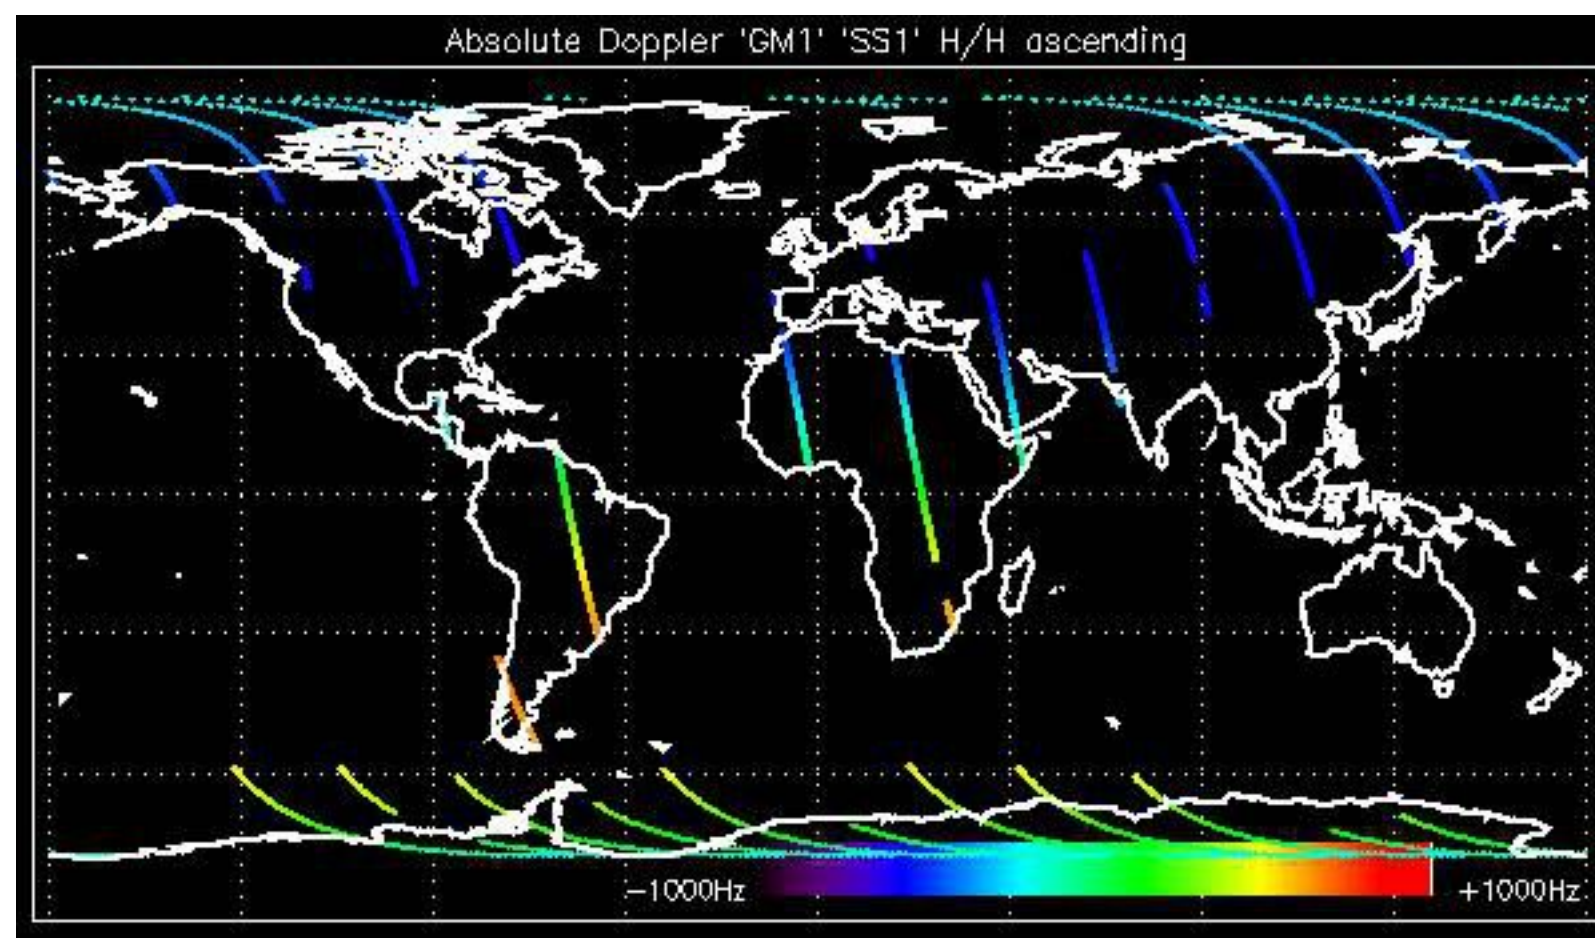 Absolute Doppler 'GM1' 'SS1' H/H ascending
−1000Hz
+1000Hz